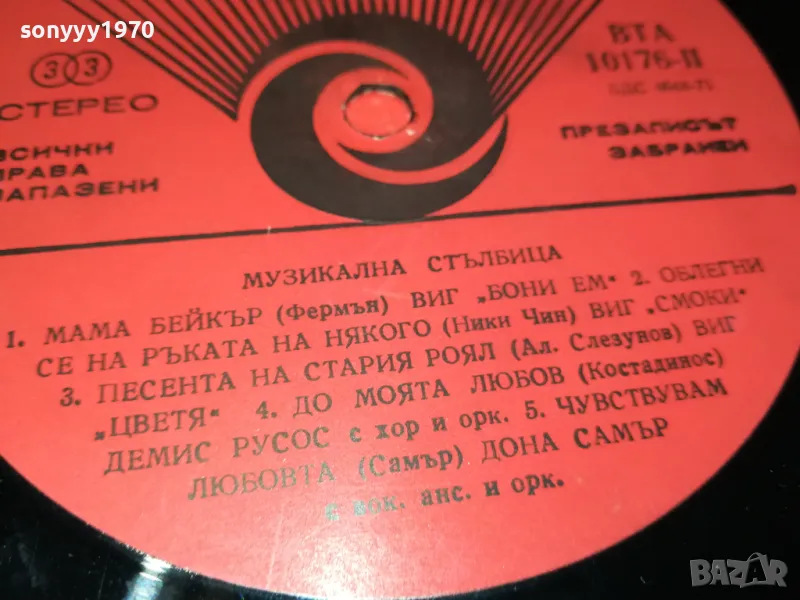 sonyyy1970
33
СТЕРЕО
ВСИЧКИ
ПРАВА
ЗАПАЗЕНИ
ВТА
10176-II
ПРЕЗАПИСЪТ
ЗАБРАНЕН
МУЗИКАЛНА СТЪЛБИЦА
1. МАМА БЕЙКЪР (Фермън) ВИГ „БОНИ ЕМ“ 2. ОБЛЕГНИ
СЕ НА РЪКАТА НА НЯКОГО (Ники Чин) ВИГ „СМОКИ“
3. ПЕСЕНТА НА СТАРИЯ РОЯЛ (Ал. Слезунов) ВИГ
„ЦВЕТЯ“ 4. ДО МОЯТА ЛЮБОВ (Костадинос)
ДЕМИС РУСОС с хор и орк. 5. ЧУВСТВУВАМ
ЛЮБОВТА (Самър) ДОНА САМЪР
с вок. анс. и орк.
BAZAR
bg